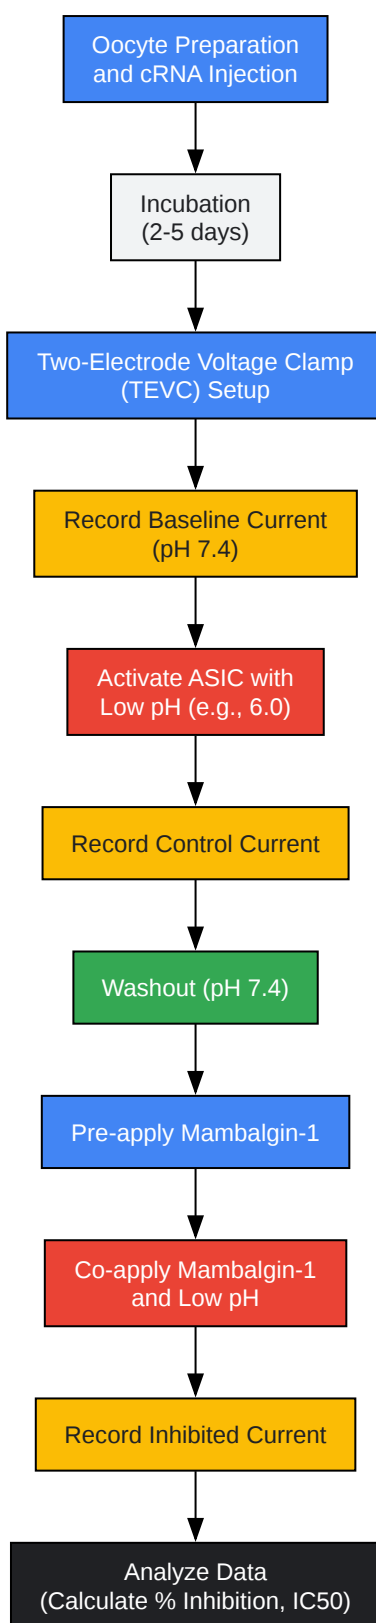 Oocyte Preparation
and cRNA Injection
Incubation
(2-5 days)
Two-Electrode Voltage Clamp
(TEVC) Setup
Record Baseline Current
(pH 7.4)
Activate ASIC with
Low pH (e.g., 6.0)
Record Control Current
Washout (pH 7.4)
Pre-apply Mambalgin-1
Co-apply Mambalgin-1
and Low pH
Record Inhibited Current
Analyze Data
(Calculate % Inhibition, IC50)